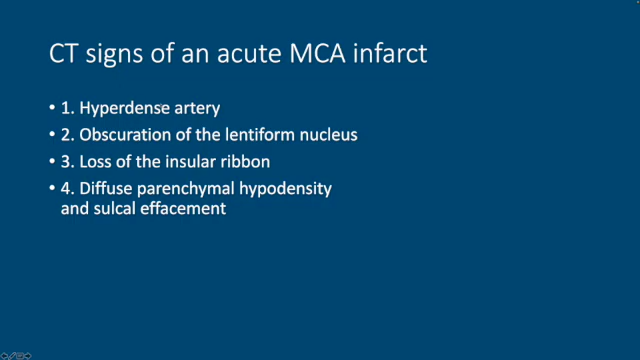 CT signs of an acute MCA infarct
• 1. Hyperdense artery
• 2. Obscuration of the lentiform nucleus
• 3. Loss of the insular ribbon
• 4. Diffuse parenchymal hypodensity
and sulcal effacement